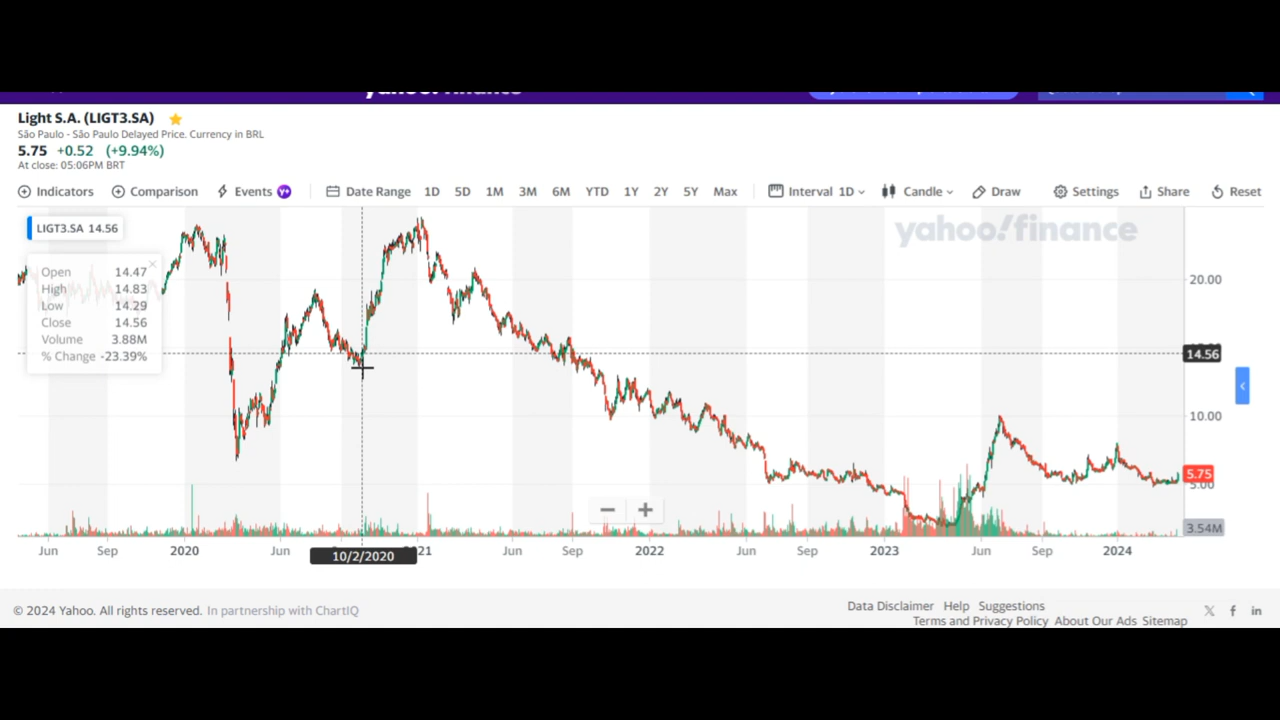 yahoo! finance
Light S.A. (LIGT3.SA)
São Paulo - São Paulo Delayed Price. Currency in BRL
5.75 +0.52 (+9.94%)
At close: 05:06PM BRT
Indicators Comparison Events Y+ Date Range 1D 5D 1M 3M 6M YTD 1Y 2Y 5Y Max Interval 1D Candle Draw Settings Share Reset
LIGT3.SA 14.56
yahoo!finance
Open 14.47
High 14.83
Low 14.29
Close 14.56
Volume 3.88M
% Change -23.39%
20.00
14.56
10.00
5.75
5.00
3.54M
Jun Sep 2020 Jun 10/2/2020 2021 Jun Sep 2022 Jun Sep 2023 Jun Sep 2024
© 2024 Yahoo. All rights reserved. In partnership with ChartIQ
Data Disclaimer Help Suggestions
Terms and Privacy Policy About Our Ads Sitemap